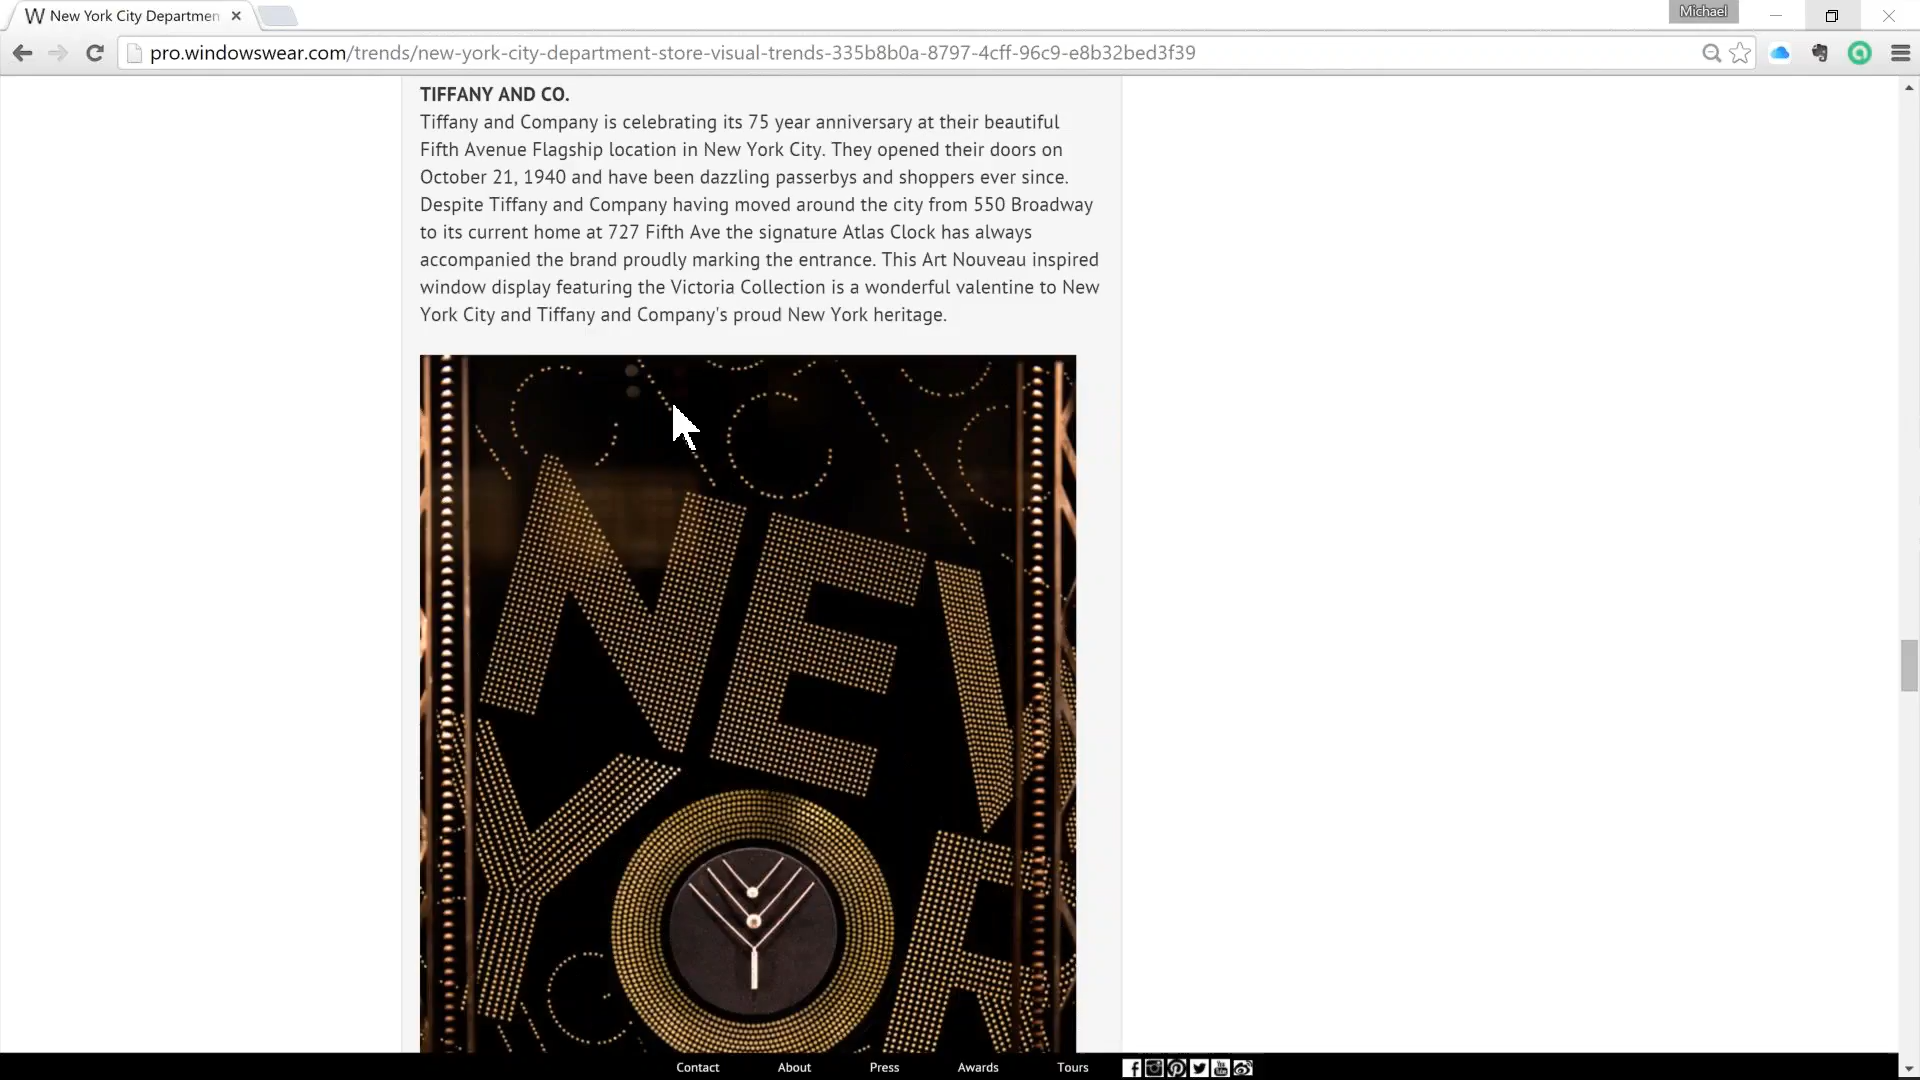 New York City Departmen
Michael
pro.windowswear.com/trends/new-york-city-department-store-visual-trends-335b8b0a-8797-4cff-96c9-e8b32bed3f39
TIFFANY AND CO.
Tiffany and Company is celebrating its 75 year anniversary at their beautiful
Fifth Avenue Flagship location in New York City. They opened their doors on
October 21, 1940 and have been dazzling passerbys and shoppers ever since.
Despite Tiffany and Company having moved around the city from 550 Broadway
to its current home at 727 Fifth Ave the signature Atlas Clock has always
accompanied the brand proudly marking the entrance. This Art Nouveau inspired
window display featuring the Victoria Collection is a wonderful valentine to New
York City and Tiffany and Company's proud New York heritage.
NEW
YOR
Contact About Press Awards Tours